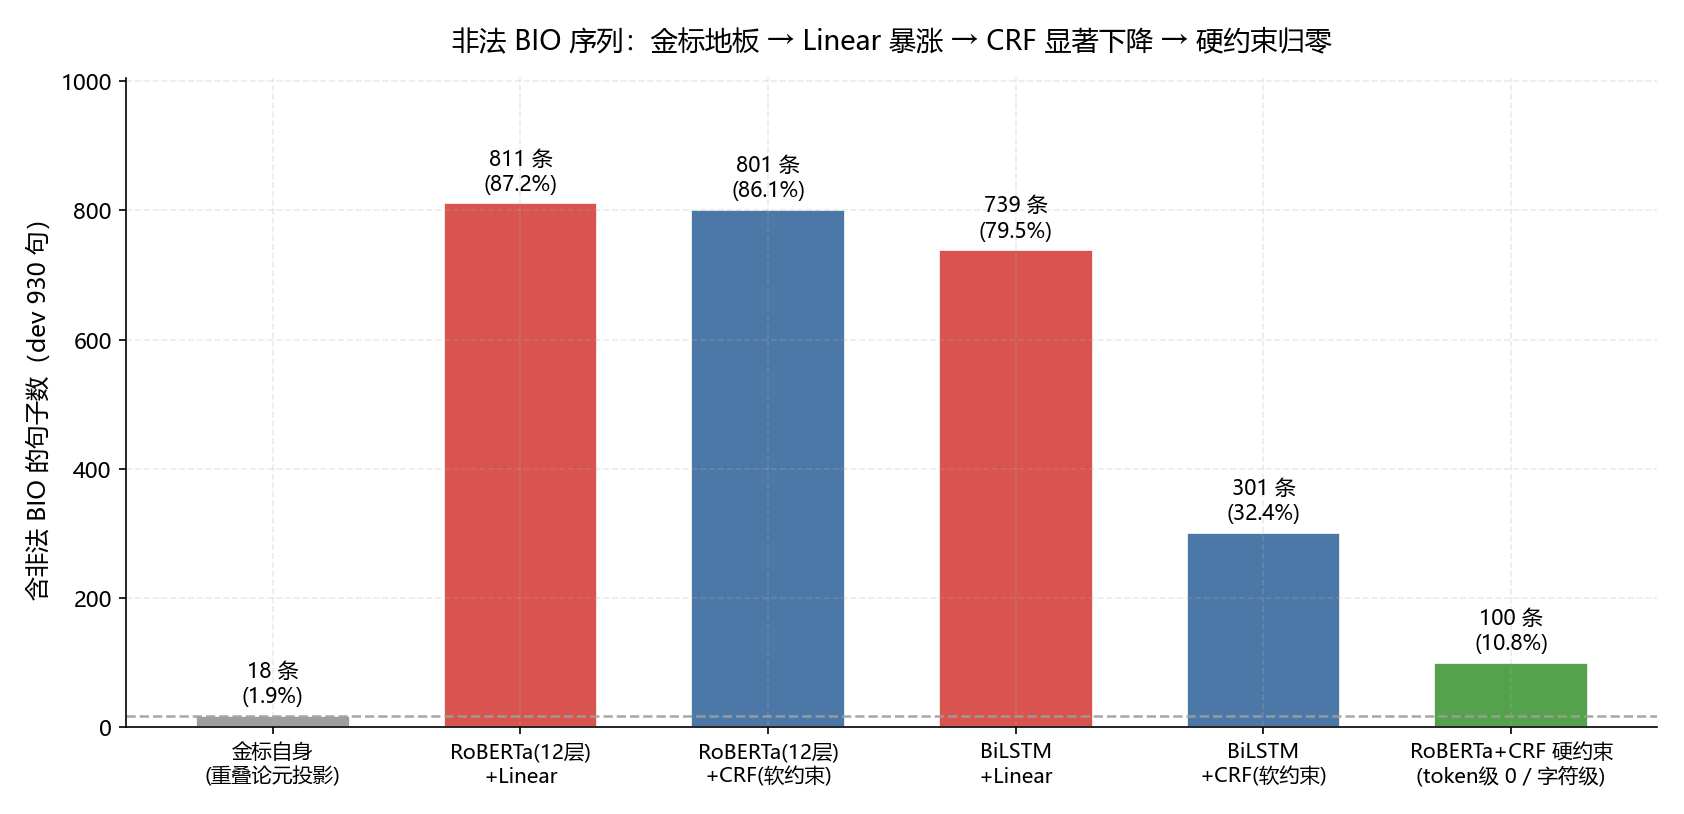 非法 BIO 序列：金标地板 → Linear 暴涨 → CRF 显著下降 → 硬约束归零
含非法 BIO 的句子数（dev 930 句）
1000
800
600
400
200
0
18 条
(1.9%)
811 条
(87.2%)
801 条
(86.1%)
739 条
(79.5%)
301 条
(32.4%)
100 条
(10.8%)
金标自身
(重叠论元投影)
RoBERTa(12层)
+Linear
RoBERTa(12层)
+CRF(软约束)
BiLSTM
+Linear
BiLSTM
+CRF(软约束)
RoBERTa+CRF 硬约束
(token级 0 / 字符级)